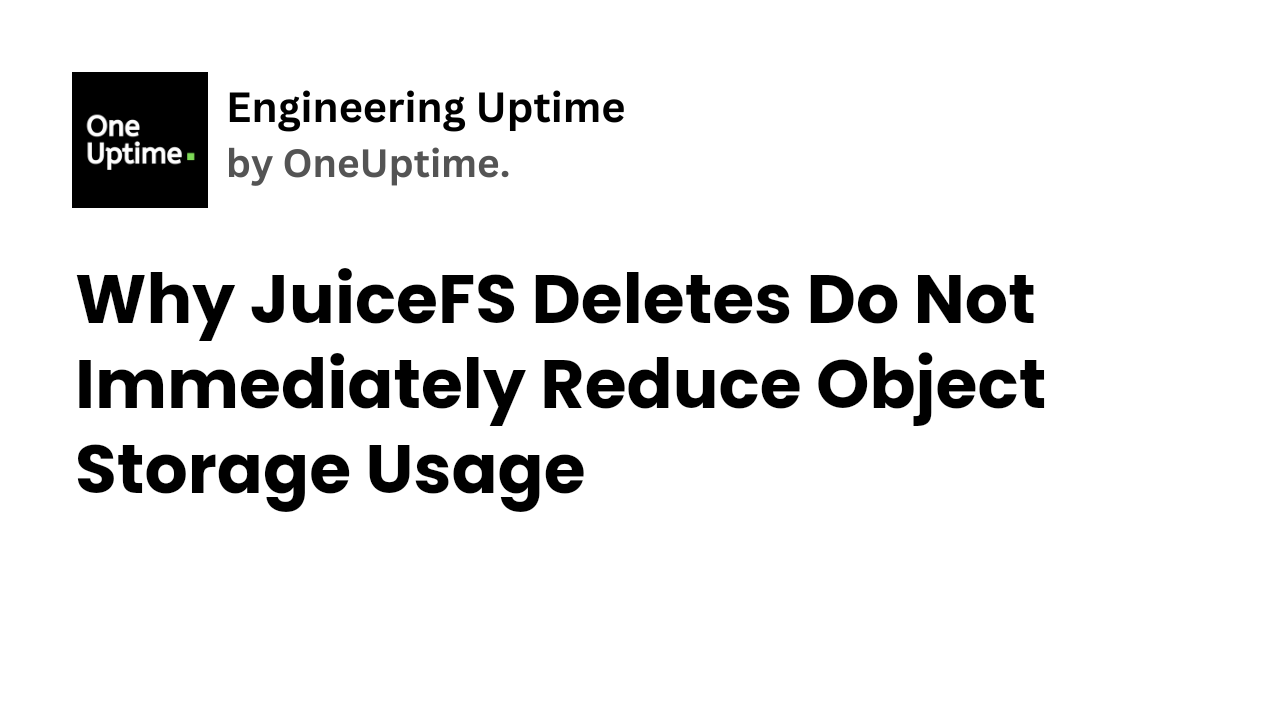 One
Uptime
Engineering Uptime
by OneUptime.
Why JuiceFS Deletes Do Not
Immediately Reduce Object
Storage Usage